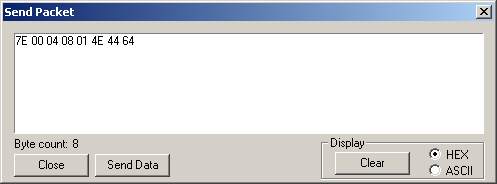 Send Packet
7E 00 04 08 01 4E 44 64
Byte count: 8
Close
Send Data
Display
Clear
HEX
ASCII